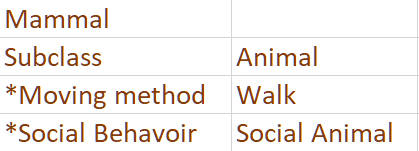 Mammal
Subclass Animal
*Moving method Walk
*Social Behavoir Social Animal